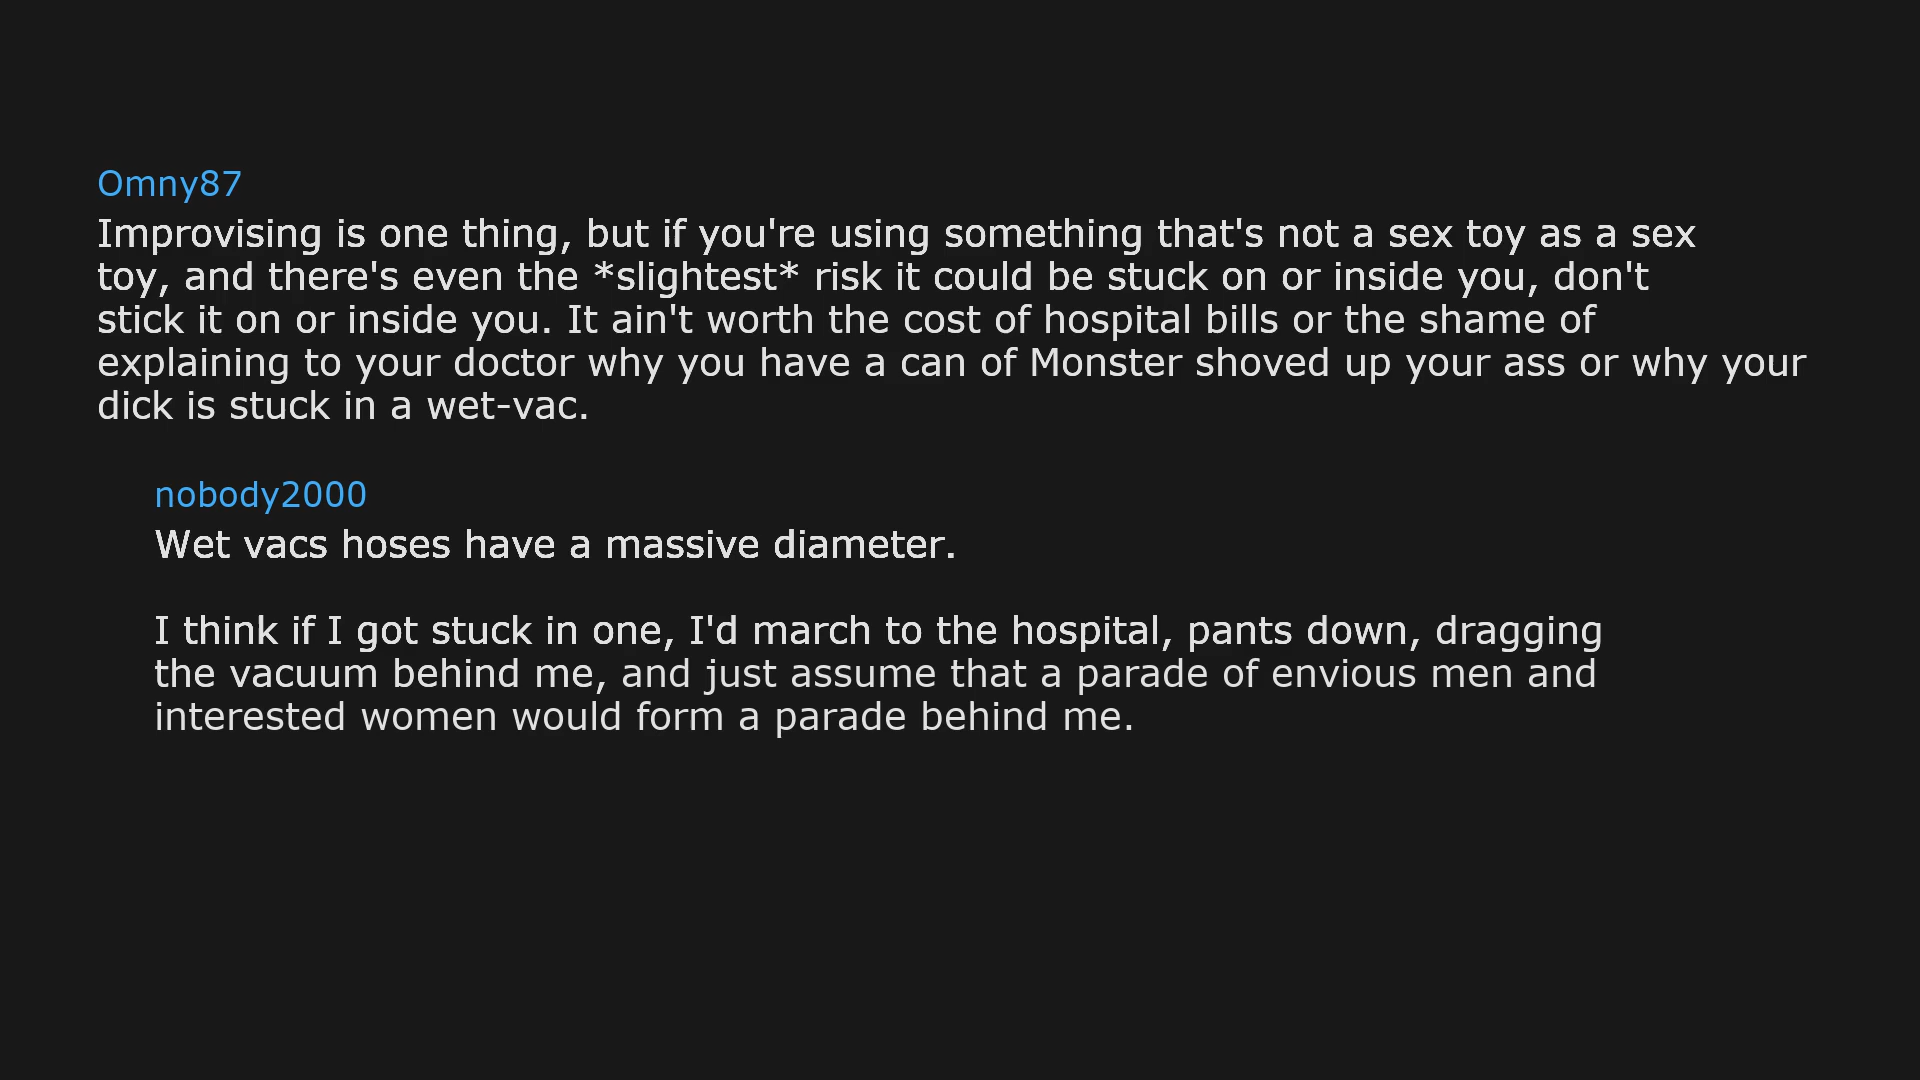 Omny87
Improvising is one thing, but if you're using something that's not a sex toy as a sex
toy, and there's even the *slightest* risk it could be stuck on or inside you, don't
stick it on or inside you. It ain't worth the cost of hospital bills or the shame of
explaining to your doctor why you have a can of Monster shoved up your ass or why your
dick is stuck in a wet-vac.
nobody2000
Wet vacs hoses have a massive diameter.
I think if I got stuck in one, I'd march to the hospital, pants down, dragging
the vacuum behind me, and just assume that a parade of envious men and
interested women would form a parade behind me.